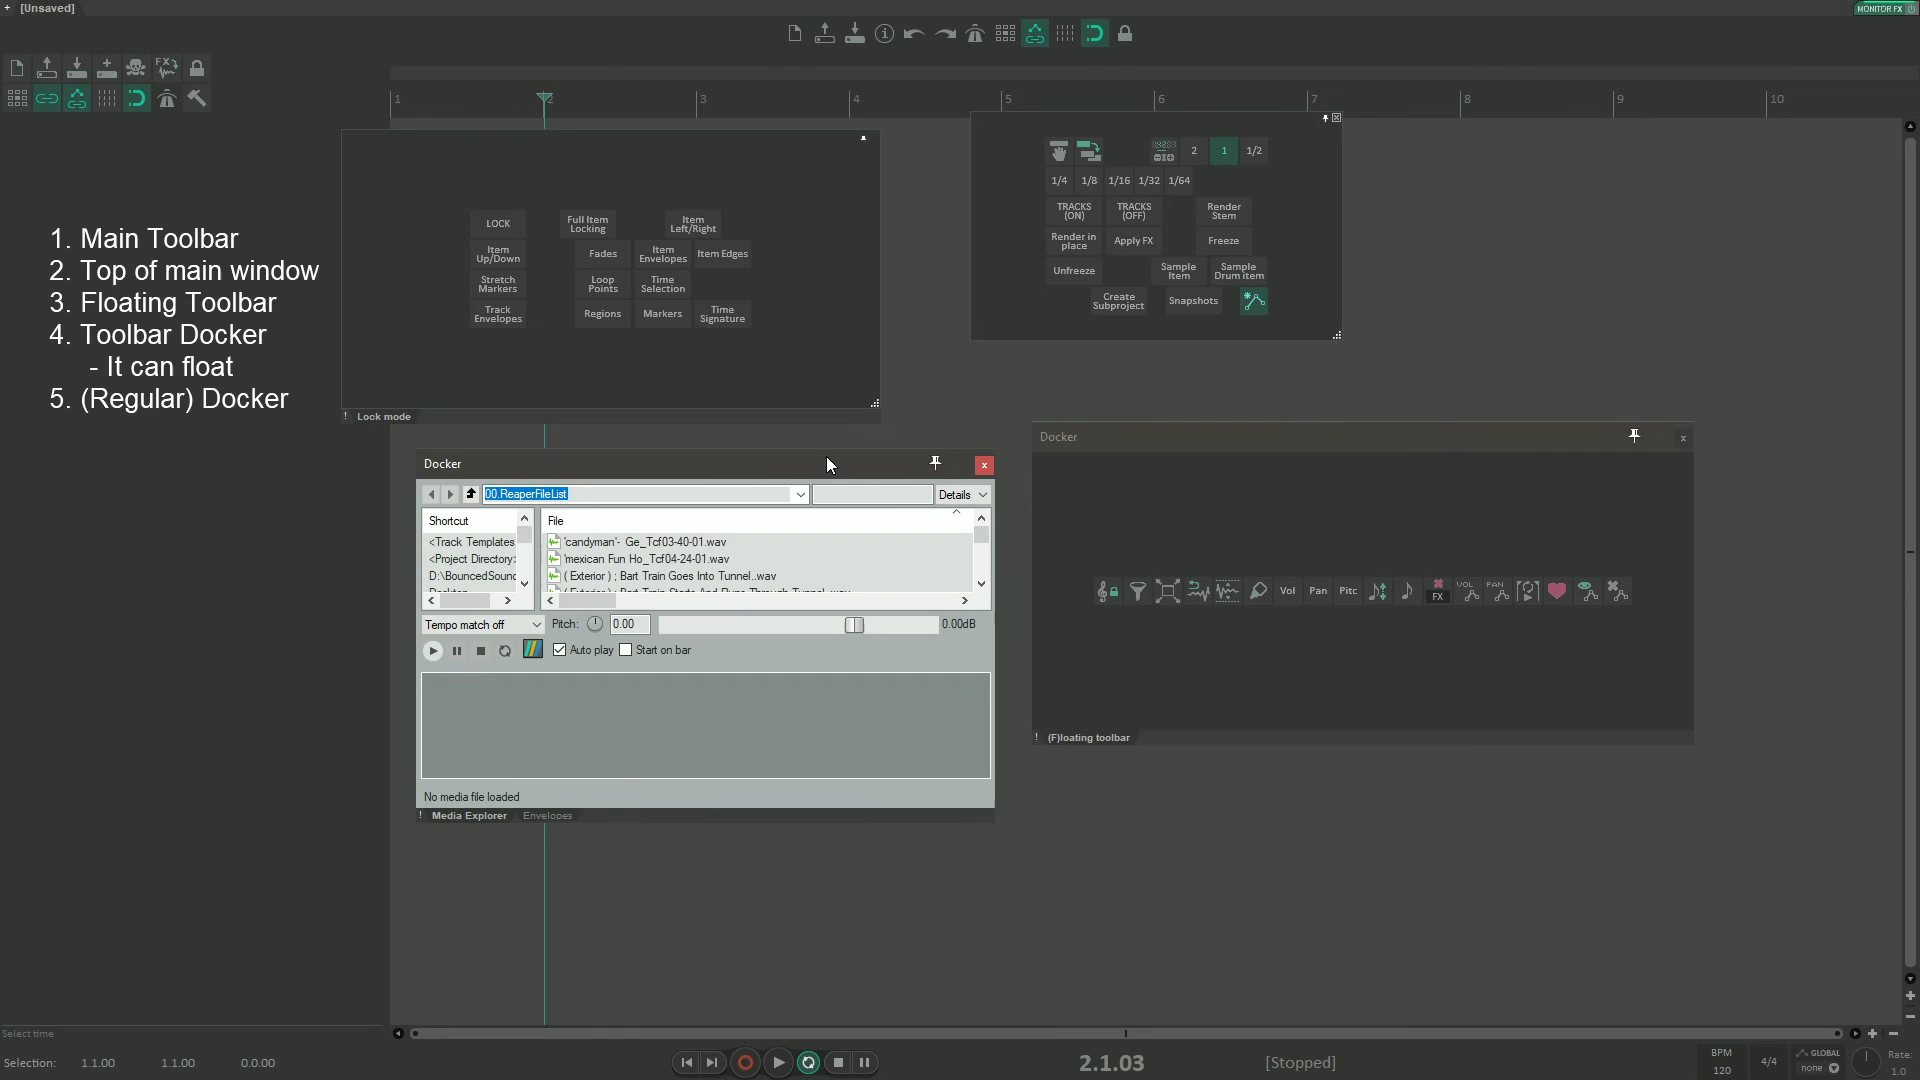 [Unsaved]
MONITOR FX
1 2 3 4 5 6 7 8 9 10
1. Main Toolbar
2. Top of main window
3. Floating Toolbar
4. Toolbar Docker
- It can float
5. (Regular) Docker
LOCK
Full Item Locking
Item Left/Right
Item Up/Down
Fades
Item Envelopes
Item Edges
Stretch Markers
Loop Points
Time Selection
Track Envelopes
Regions
Markers
Time Signature
! Lock mode
2 1 1/2
1/4 1/8 1/16 1/32 1/64
TRACKS (ON)
TRACKS (OFF)
Render Stem
Render in place
Apply FX
Freeze
Unfreeze
Sample Item
Sample Drum item
Create Subproject
Snapshots
Docker
00.ReaperFileList
Details
Shortcut
<Track Templates
<Project Directory>
D:\BouncedSound
File
'candyman'- Ge_Tcf03-40-01.wav
'mexican Fun Ho_Tcf04-24-01.wav
( Exterior ) ; Bart Train Goes Into Tunnel..wav
Tempo match off
Pitch: 0.00
0.00dB
Auto play
Start on bar
No media file loaded
! Media Explorer Envelopes
Docker
Vol Pan Pitc
FX
VOL
PAN
! (F)loating toolbar
Select time
Selection: 1.1.00 1.1.00 0.0.00
2.1.03
[Stopped]
BPM
120
4/4
GLOBAL
none
Rate:
1.0